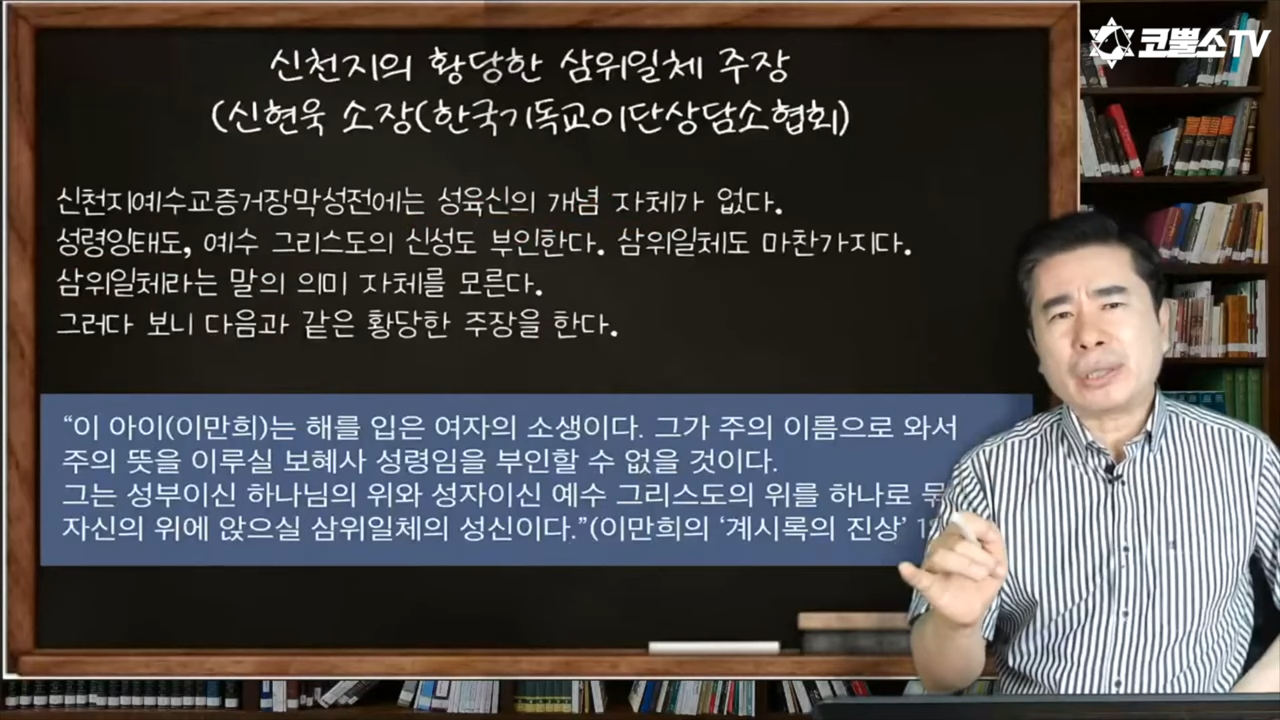 코뿔소TV
신천지의 황당한 삼위일체 주장
(신현욱 소장(한국기독교이단상담소협회)
신천지예수교증거장막성전에는 성육신의 개념 자체가 없다.
성령잉태도, 예수 그리스도의 신성도 부인한다. 삼위일체도 마찬가지다.
삼위일체라는 말의 의미 자체를 모른다.
그러다 보니 다음과 같은 황당한 주장을 한다.
“이 아이(이만희)는 해를 입은 여자의 소생이다. 그가 주의 이름으로 와서
주의 뜻을 이루실 보혜사 성령임을 부인할 수 없을 것이다.
그는 성부이신 하나님의 위와 성자이신 예수 그리스도의 위를 하나로
자신의 위에 앉으실 삼위일체의 성신이다.”(이만희의 ‘계시록의 진상’